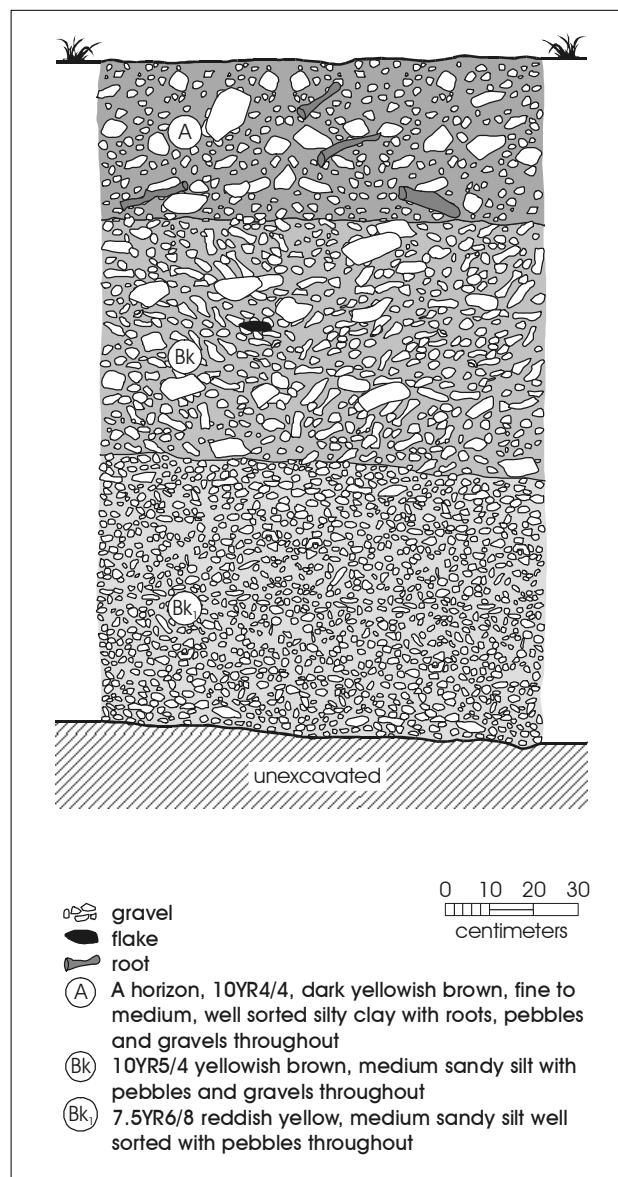 A
Bk
Bk₁
unexcavated
gravel
flake
root
0 10 20 30
centimeters
A A horizon, 10YR4/4, dark yellowish brown, fine to
medium, well sorted silty clay with roots, pebbles
and gravels throughout
Bk 10YR5/4 yellowish brown, medium sandy silt with
pebbles and gravels throughout
Bk₁ 7.5YR6/8 reddish yellow, medium sandy silt well
sorted with pebbles throughout